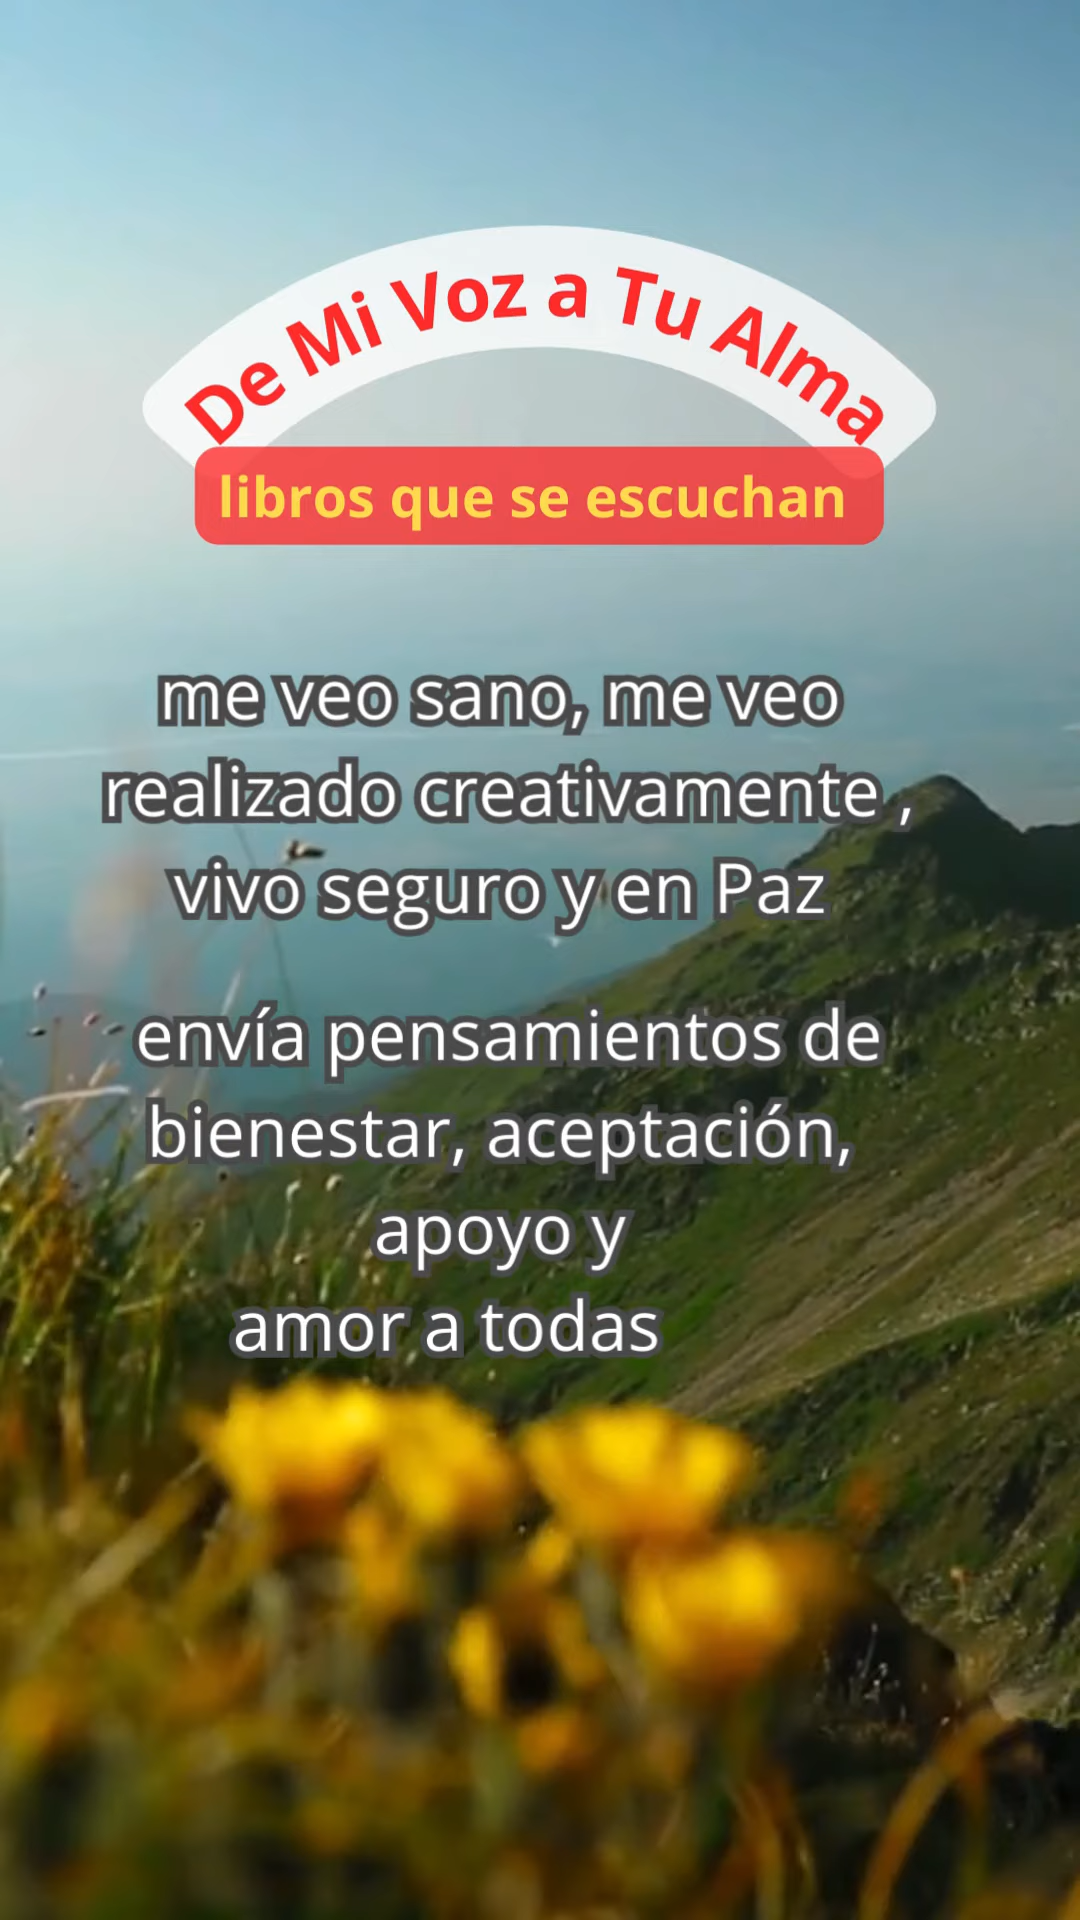 De Mi Voz a Tu Alma
libros que se escuchan
me veo sano, me veo
realizado creativamente ,
vivo seguro y en Paz
envía pensamientos de
bienestar, aceptación,
apoyo y
amor a todas